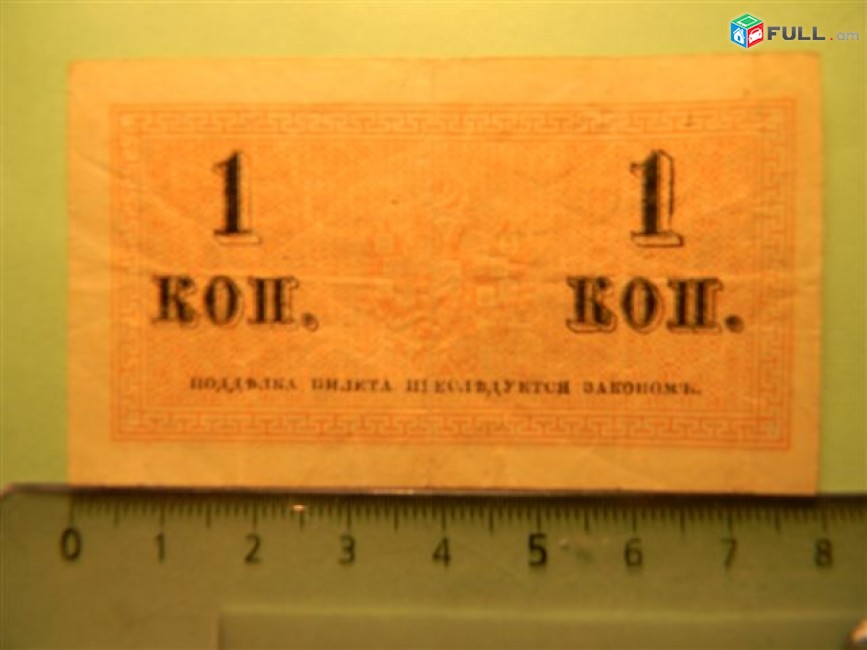 FULL.am
1 1
КОП. КОП.
ПОДДѢЛКА БИЛЕТА ПРЕСЛѢДУЕТСЯ ЗАКОНОМЪ.
0 1 2 3 4 5 6 7 8